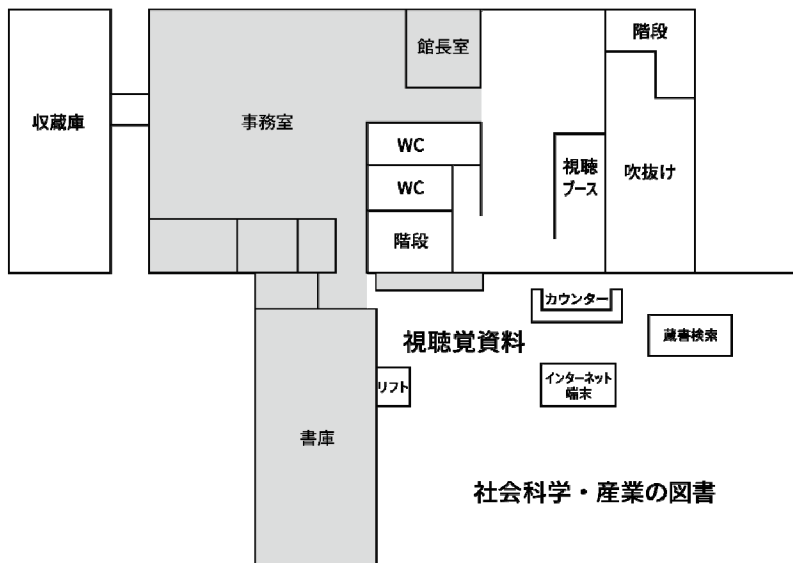 階段
館長室
収蔵庫
事務室
WC
WC
視聴
ブース
吹抜け
階段
カウンター
視聴覚資料
蔵書検索
リフト
インターネット
端末
書庫
社会科学・産業の図書